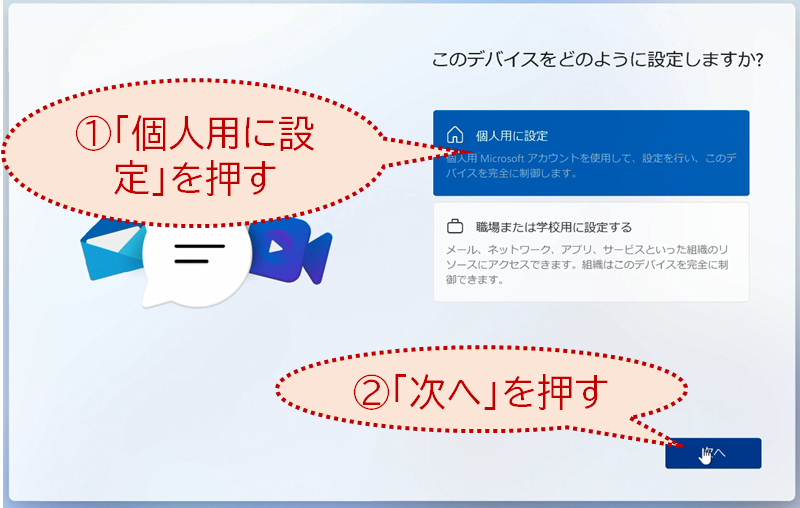 このデバイスをどのように設定しますか?
①「個人用に設
定」を押す
個人用に設定
個人用 Microsoft アカウントを使用して、設定を行い、このデ
バイスを完全に制御します。
職場または学校用に設定する
メール、ネットワーク、アプリ、サービスといった組織のリ
ソースにアクセスできます。組織はこのデバイスを完全に制
御できます。
②「次へ」を押す
次へ